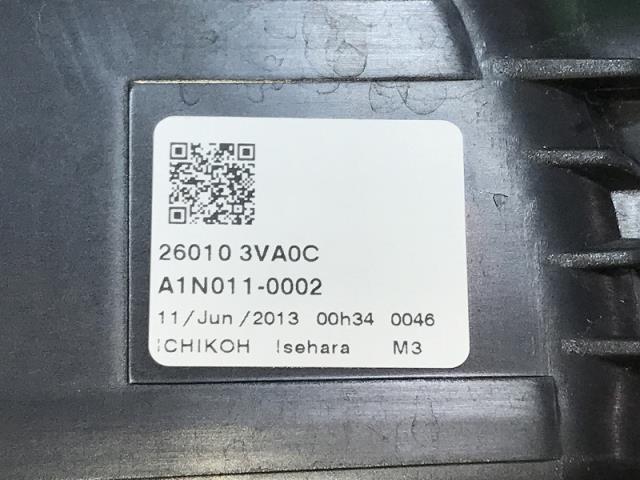 26010 3VA0C
A1N011-0002
11/Jun/2013 00h34 0046
ICHIKOH Isehara M3